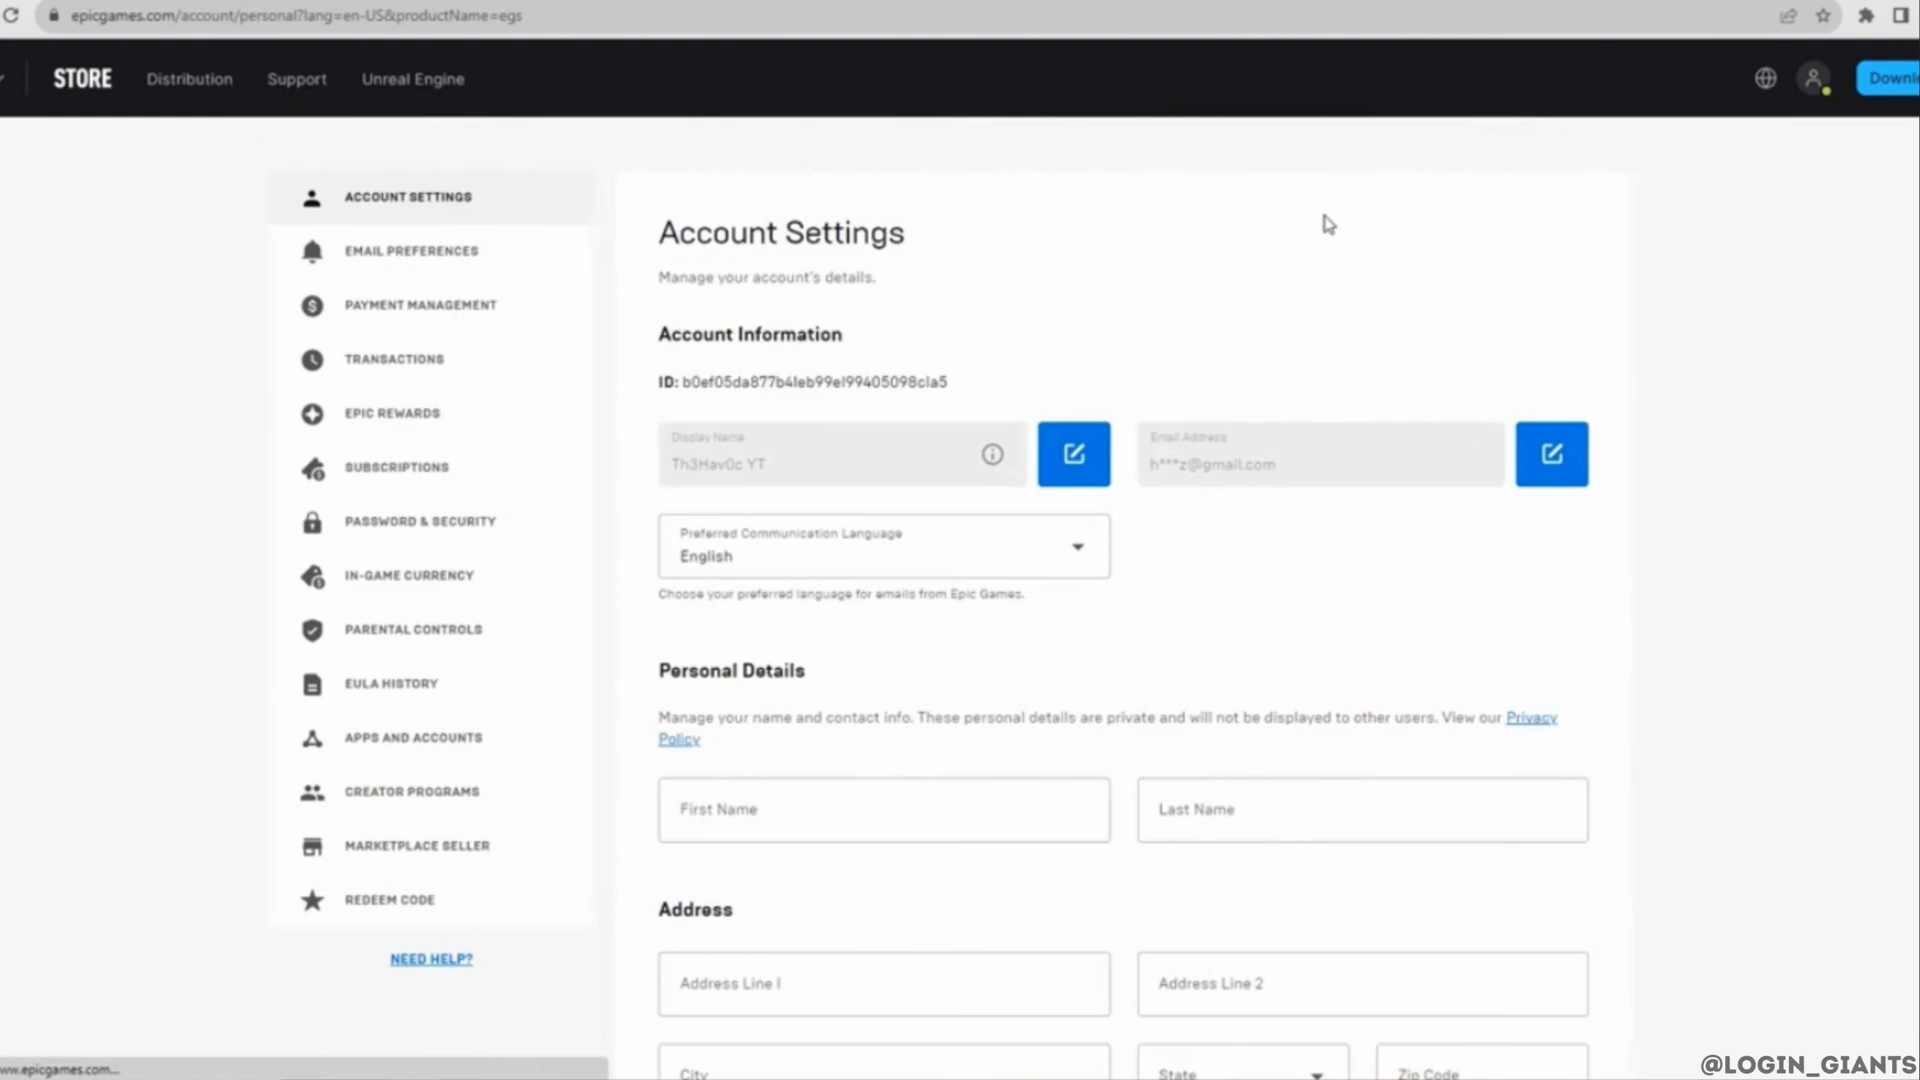 epicgames.com/account/personal?lang=en-US&productName=egs
STORE
Distribution
Support
Unreal Engine
ACCOUNT SETTINGS
EMAIL PREFERENCES
PAYMENT MANAGEMENT
TRANSACTIONS
EPIC REWARDS
SUBSCRIPTIONS
PASSWORD & SECURITY
IN-GAME CURRENCY
PARENTAL CONTROLS
EULA HISTORY
APPS AND ACCOUNTS
CREATOR PROGRAMS
MARKETPLACE SELLER
REDEEM CODE
NEED HELP?
Account Settings
Manage your account's details.
Account Information
ID: b0ef05da877b41eb99e199405098c1a5
Display Name
Th3Hav0c YT
Email Address
h***z@gmail.com
Preferred Communication Language
English
Choose your preferred language for emails from Epic Games.
Personal Details
Manage your name and contact info. These personal details are private and will not be displayed to other users. View our Privacy
Policy
First Name
Last Name
Address
Address Line 1
Address Line 2
City
State
Zip Code
ww.epicgames.com...
@LOGIN_GIANTS